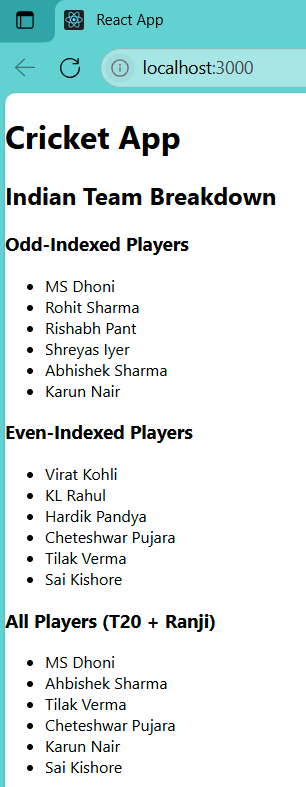 React App
localhost:3000
Cricket App
Indian Team Breakdown
Odd-Indexed Players
MS Dhoni
Rohit Sharma
Rishabh Pant
Shreyas Iyer
Abhishek Sharma
Karun Nair
Even-Indexed Players
Virat Kohli
KL Rahul
Hardik Pandya
Cheteshwar Pujara
Tilak Verma
Sai Kishore
All Players (T20 + Ranji)
MS Dhoni
Ahbishek Sharma
Tilak Verma
Cheteshwar Pujara
Karun Nair
Sai Kishore